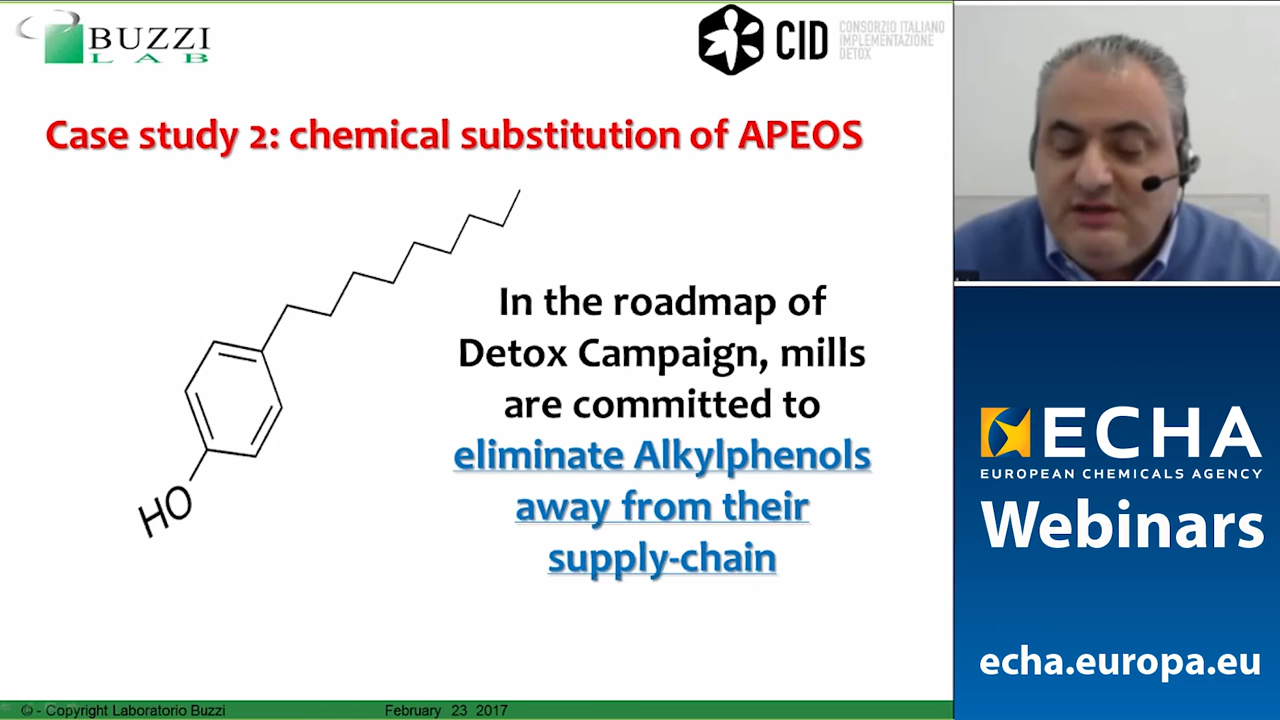 BUZZI
LAB
CID
CONSORZIO ITALIANO
IMPLEMENTAZIONE
DETOX
Case study 2: chemical substitution of APEOS
HO
In the roadmap of
Detox Campaign, mills
are committed to
eliminate Alkylphenols
away from their
supply-chain
© - Copyright Laboratorio Buzzi
February 23 2017
ECHA
EUROPEAN CHEMICALS AGENCY
Webinars
echa.europa.eu